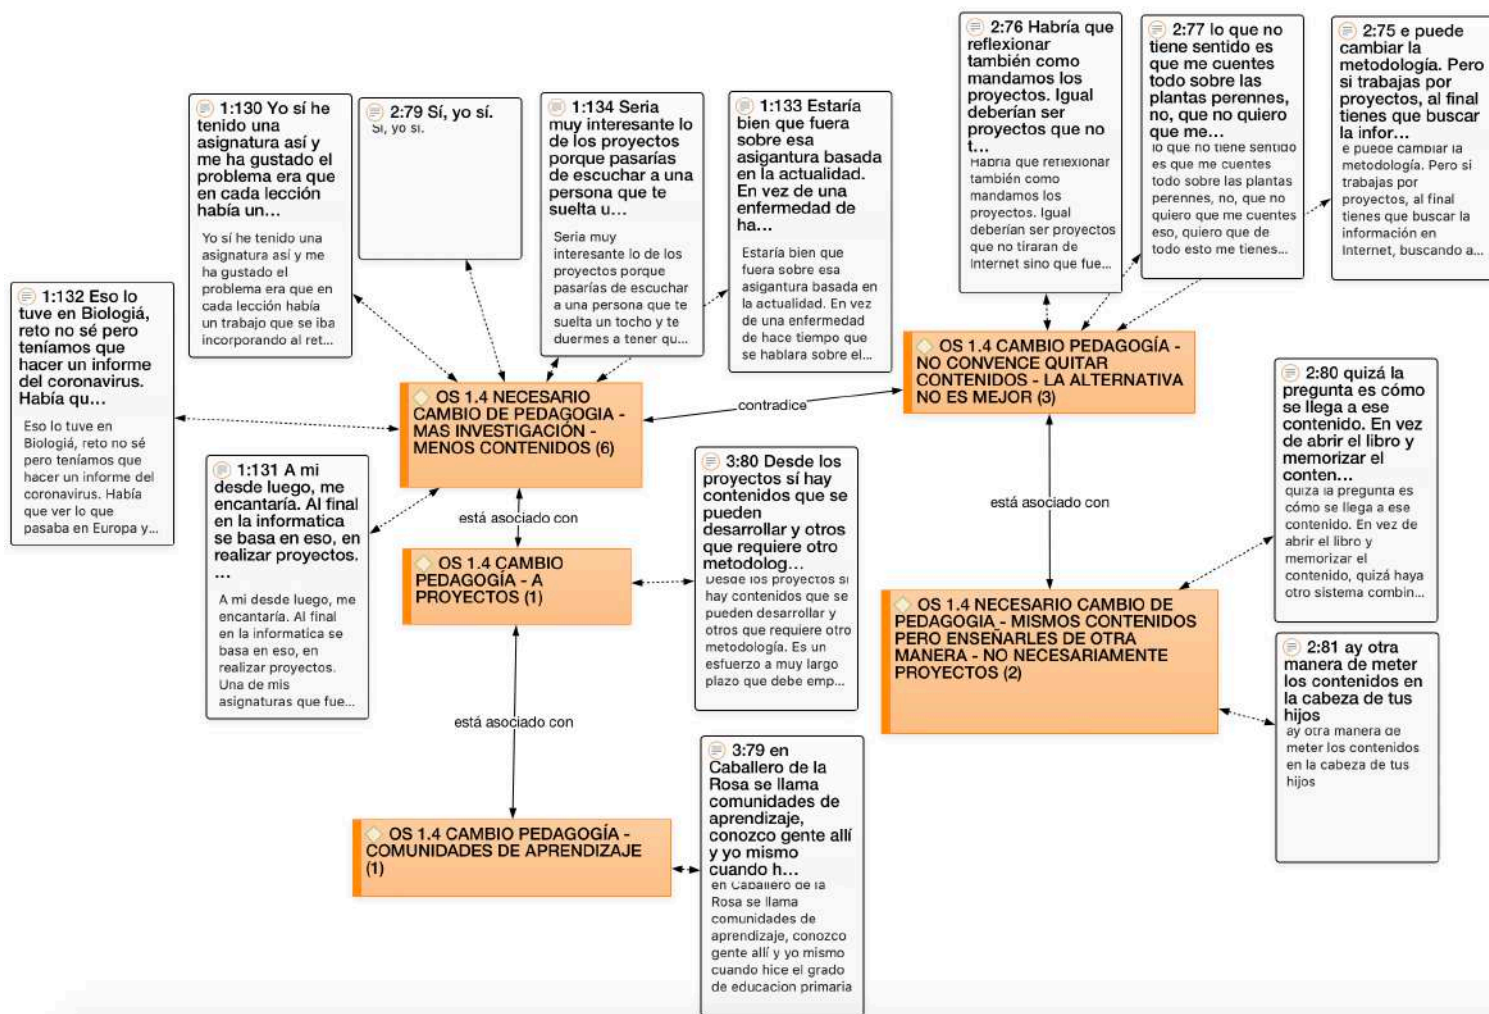 2:76 Habría que
reflexionar
también como
mandamos los
proyectos. Igual
deberían ser
proyectos que no
t...
Habría que reflexionar
también como
mandamos los
proyectos. Igual
deberían ser proyectos
que no tiraran de
Internet sino que fue...
2:77 lo que no
tiene sentido es
que me cuentes
todo sobre las
plantas perennes,
no, que no quiero
que me...
lo que no tiene sentido
es que me cuentes
todo sobre las plantas
perennes, no, que no
quiero que me cuentes
eso, quiero que de
todo esto me tienes...
2:75 e puede
cambiar la
metodología. Pero
si trabajas por
proyectos, al final
tienes que buscar
la infor...
e puede cambiar la
metodología. Pero si
trabajas por
proyectos, al final
tienes que buscar la
información en
Internet, buscando a...
1:130 Yo sí he
tenido una
asignatura así y
me ha gustado el
problema era que
en cada lección
había un...
Yo sí he tenido una
asignatura así y me
ha gustado el
problema era que en
cada lección había
un trabajo que se iba
incorporando al ret...
2:79 Sí, yo sí.
Sí, yo sí.
1:134 Seria
muy interesante lo
de los proyectos
porque pasarías
de escuchar a una
persona que te
suelta u...
Seria muy
interesante lo de los
proyectos porque
pasarías de escuchar
a una persona que te
suelta un tocho y te
duermes a tener qu...
1:133 Estaría
bien que fuera
sobre esa
asigantura basada
en la actualidad.
En vez de una
enfermedad de
ha...
Estaría bien que
fuera sobre esa
asigantura basada en
la actualidad. En vez
de una enfermedad
de hace tiempo que
se hablara sobre el...
1:132 Eso lo
tuve en Biologiá,
reto no sé pero
teníamos que
hacer un informe
del coronavirus.
Había qu...
Eso lo tuve en
Biologiá, reto no sé
pero teníamos que
hacer un informe del
coronavirus. Había
que ver lo que
pasaba en Europa y...
OS 1.4 NECESARIO
CAMBIO DE PEDAGOGIA -
MAS INVESTIGACIÓN -
MENOS CONTENIDOS (6)
contradice
OS 1.4 CAMBIO PEDAGOGÍA -
NO CONVENCE QUITAR
CONTENIDOS - LA ALTERNATIVA
NO ES MEJOR (3)
2:80 quizá la
pregunta es cómo
se llega a ese
contenido. En vez
de abrir el libro y
memorizar el
conten...
quizá la pregunta es
cómo se llega a ese
contenido. En vez de
abrir el libro y
memorizar el
contenido, quizá haya
otro sistema combin...
1:131 A mi
desde luego, me
encantaría. Al final
en la informatica
se basa en eso, en
realizar proyectos.
...
A mi desde luego, me
encantaría. Al final
en la informatica se
basa en eso, en
realizar proyectos.
Una de mis
asignaturas que fue...
está asociado con
3:80 Desde los
proyectos sí hay
contenidos que se
pueden
desarrollar y otros
que requiere otro
metodolog...
Desde los proyectos sí
hay contenidos que se
pueden desarrollar y
otros que requiere otro
metodología. Es un
esfuerzo a muy largo
plazo que debe emp...
está asociado con
OS 1.4 CAMBIO
PEDAGOGÍA - A
PROYECTOS (1)
OS 1.4 NECESARIO CAMBIO DE
PEDAGOGIA - MISMOS CONTENIDOS
PERO ENSEÑARLES DE OTRA
MANERA - NO NECESARIAMENTE
PROYECTOS (2)
2:81 ay otra
manera de meter
los contenidos en
la cabeza de tus
hijos
ay otra manera de
meter los contenidos
en la cabeza de tus
hijos
está asociado con
3:79 en
Caballero de la
Rosa se llama
comunidades de
aprendizaje,
conozco gente allí
y yo mismo
cuando h...
en Caballero de la
Rosa se llama
comunidades de
aprendizaje, conozco
gente allí y yo mismo
cuando hice el grado
de educacion primaria
OS 1.4 CAMBIO PEDAGOGÍA -
COMUNIDADES DE APRENDIZAJE
(1)